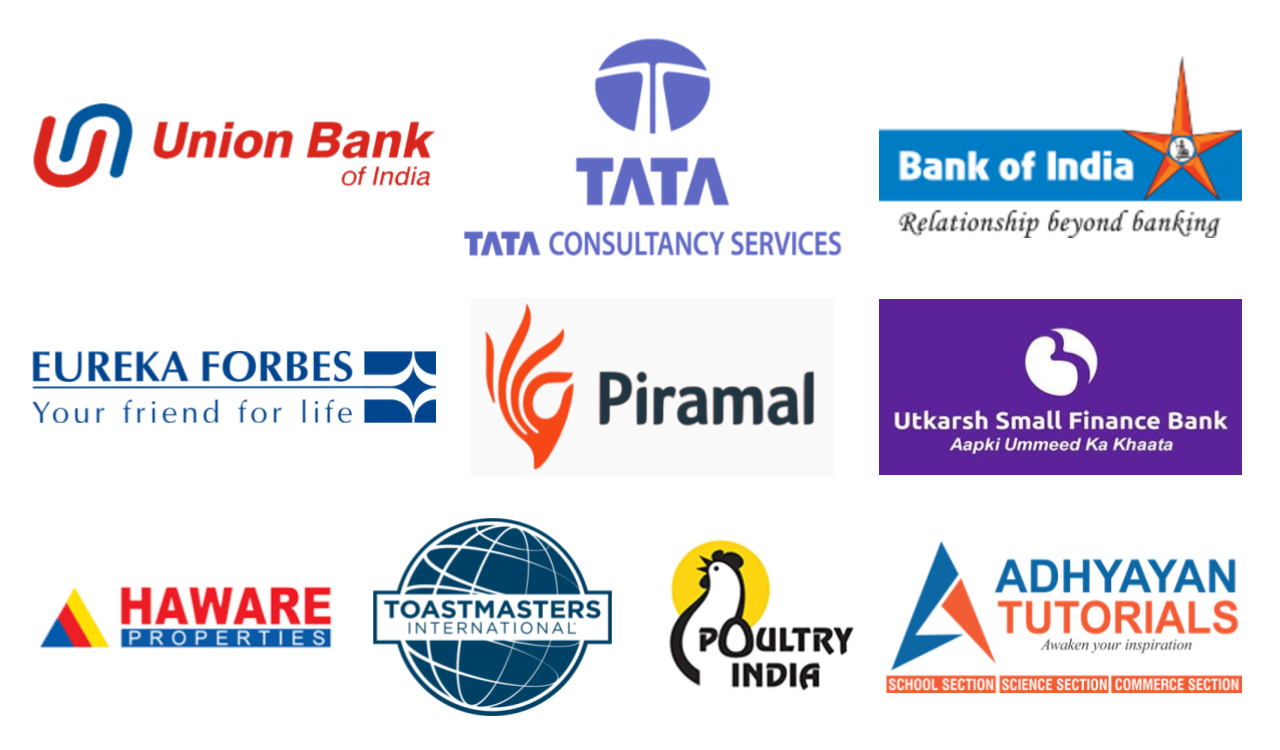 Union Bank
of India
TATA
TATA CONSULTANCY SERVICES
Bank of India
Relationship beyond banking
EUREKA FORBES
Your friend for life
Piramal
Utkarsh Small Finance Bank
Aapki Ummeed Ka Khaata
HAWARE
PROPERTIES
TOASTMASTERS
INTERNATIONAL
POULTRY
INDIA
ADHYAYAN
TUTORIALS
Awaken your inspiration
SCHOOL SECTION SCIENCE SECTION COMMERCE SECTION